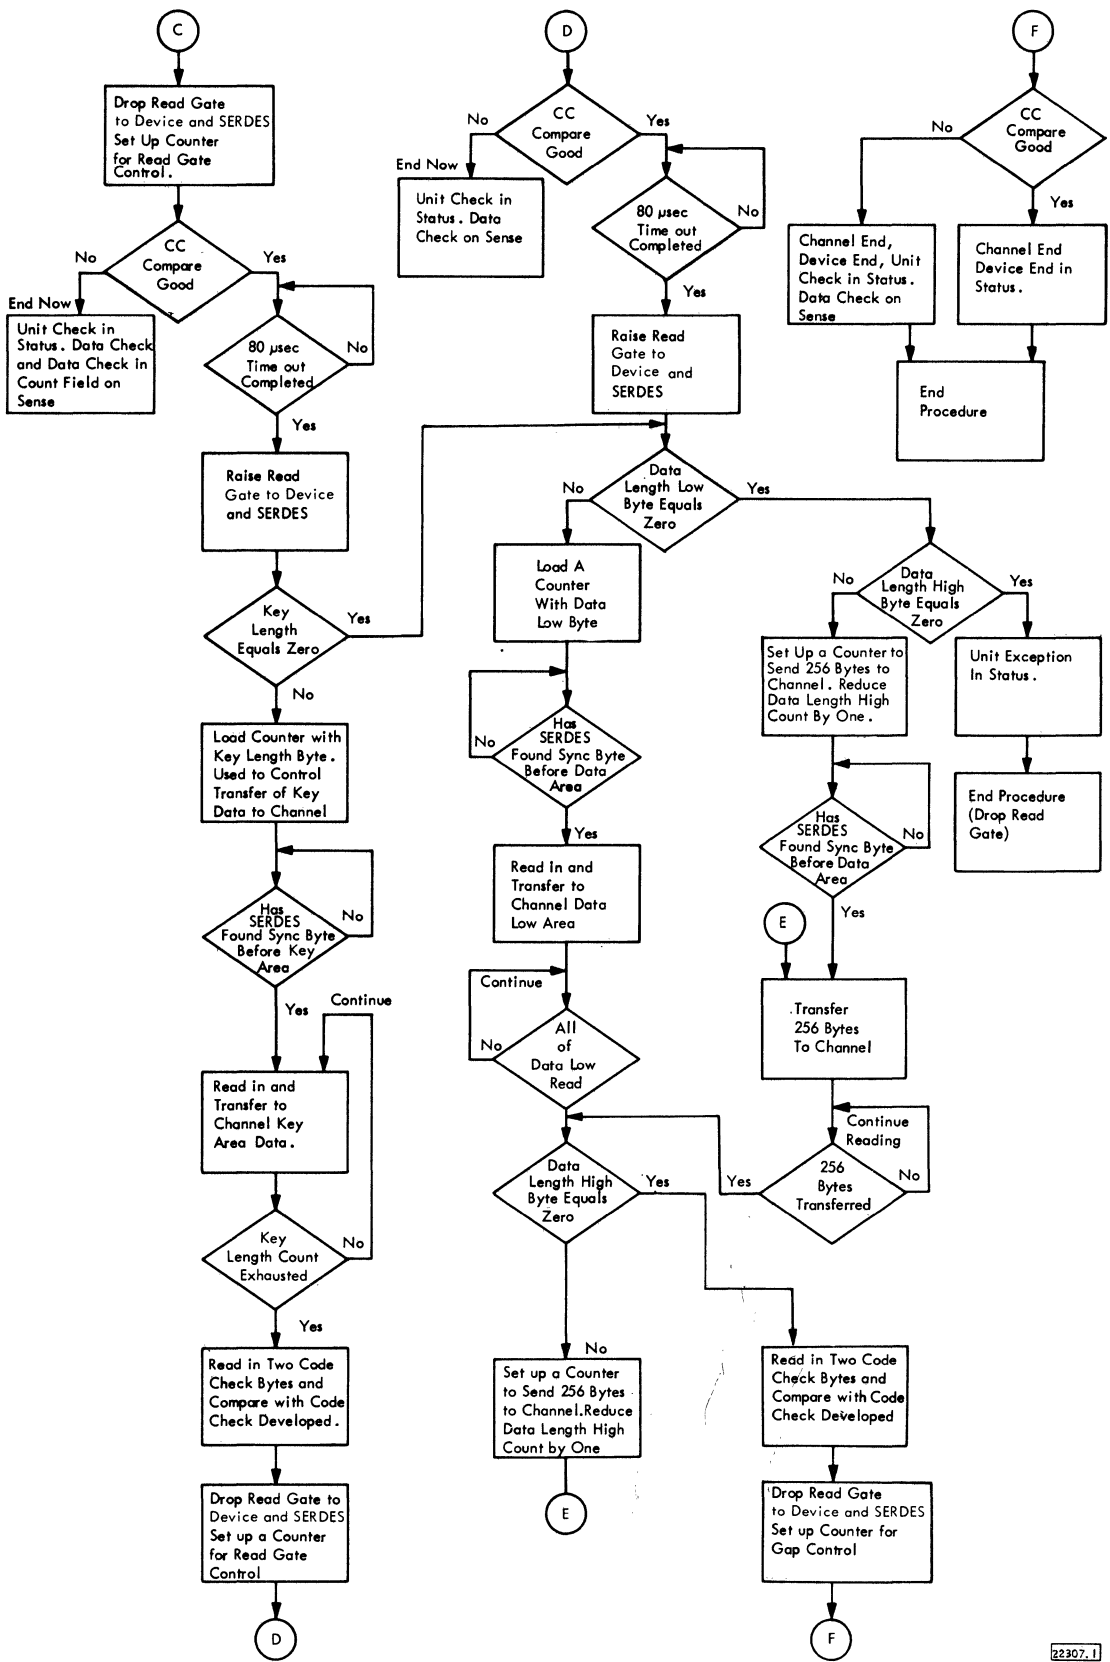 C
Drop Read Gate
to Device and SERDES
Set Up Counter
for Read Gate
Control.
CC
Compare
Good
No
Yes
End Now
Unit Check in
Status. Data Check
and Data Check in
Count Field on
Sense
80 µsec
Time out
Completed
No
Yes
Raise Read
Gate to Device
and SERDES
Key
Length
Equals Zero
Yes
No
Load Counter with
Key Length Byte.
Used to Control
Transfer of Key
Data to Channel
Has
SERDES
Found Sync Byte
Before Key
Area
No
Yes
Continue
Read in and
Transfer to
Channel Key
Area Data.
Key
Length Count
Exhausted
No
Yes
Read in Two Code
Check Bytes and
Compare with Code
Check Developed.
Drop Read Gate to
Device and SERDES
Set up a Counter
for Read Gate
Control
D
D
CC
Compare
Good
No
Yes
End Now
Unit Check in
Status. Data
Check on Sense
80 µsec
Time out
Completed
No
Yes
Raise Read
Gate to
Device and
SERDES
Data
Length Low
Byte Equals
Zero
No
Yes
Load A
Counter
With Data
Low Byte
Has
SERDES
Found Sync Byte
Before Data
Area
No
Yes
Read in and
Transfer to
Channel Data
Low Area
Continue
All
of
Data Low
Read
No
Data
Length High
Byte Equals
Zero
Yes
No
Set up a Counter
to Send 256 Bytes
to Channel.Reduce
Data Length High
Count by One
E
F
CC
Compare
Good
No
Yes
Channel End,
Device End, Unit
Check in Status.
Data Check on
Sense
Channel End
Device End in
Status.
End
Procedure
Data
Length High
Byte Equals
Zero
No
Yes
Set Up a Counter to
Send 256 Bytes to
Channel. Reduce
Data Length High
Count By One.
Unit Exception
In Status.
End Procedure
(Drop Read
Gate)
Has
SERDES
Found Sync Byte
Before Data
Area
No
Yes
E
Transfer
256 Bytes
To Channel
Continue
Reading
256
Bytes
Transferred
No
Yes
Read in Two Code
Check Bytes and
Compare with Code
Check Developed
Drop Read Gate
to Device and SERDES
Set up Counter for
Gap Control
F
22307.1